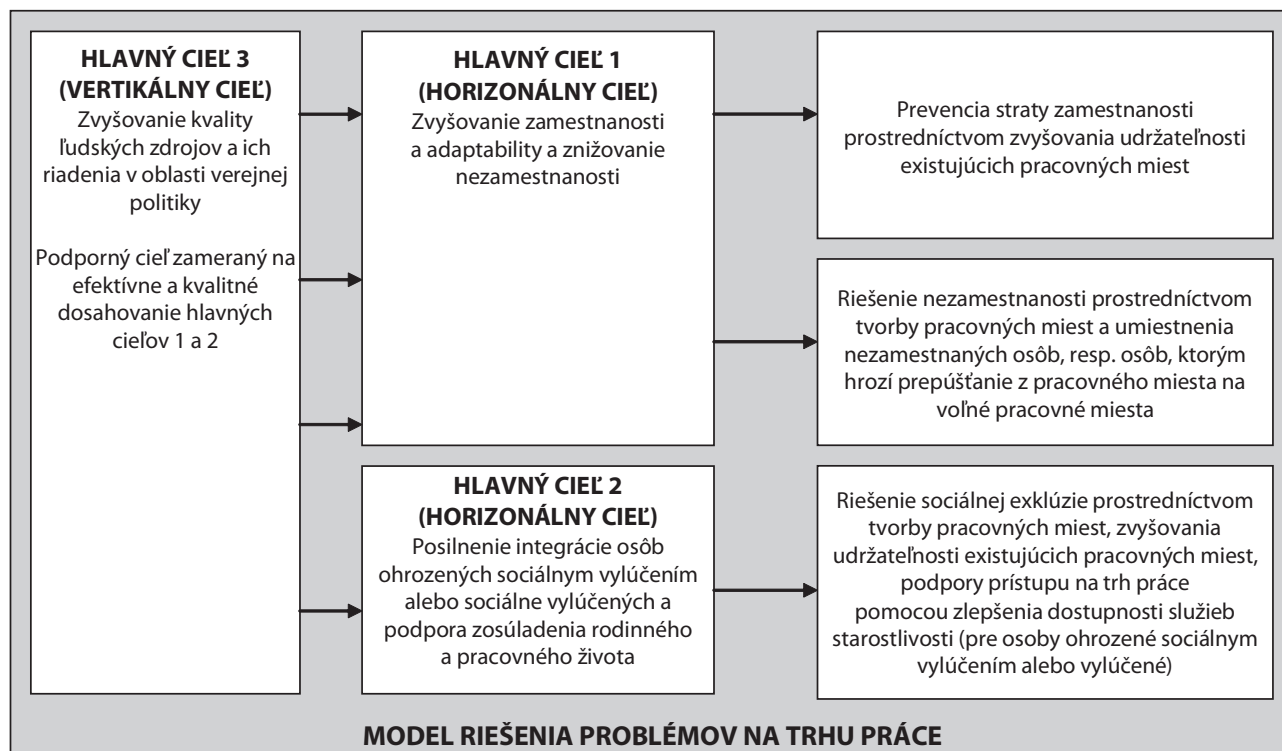 HLAVNÝ CIEĽ 3
(VERTIKÁLNY CIEĽ)
Zvyšovanie kvality
ľudských zdrojov a ich
riadenia v oblasti verejnej
politiky
Podporný cieľ zameraný na
efektívne a kvalitné
dosahovanie hlavných
cieľov 1 a 2
HLAVNÝ CIEĽ 1
(HORIZONÁLNY CIEĽ)
Zvyšovanie zamestnanosti
a adaptability a znižovanie
nezamestnanosti
HLAVNÝ CIEĽ 2
(HORIZONÁLNY CIEĽ)
Posilnenie integrácie osôb
ohrozených sociálnym vylúčením
alebo sociálne vylúčených a
podpora zosúladenia rodinného
a pracovného života
Prevencia straty zamestnanosti
prostredníctvom zvyšovania udržateľnosti
existujúcich pracovných miest
Riešenie nezamestnanosti prostredníctvom
tvorby pracovných miest a umiestnenia
nezamestnaných osôb, resp. osôb, ktorým
hrozí prepúšťanie z pracovného miesta na
voľné pracovné miesta
Riešenie sociálnej exklúzie prostredníctvom
tvorby pracovných miest, zvyšovania
udržateľnosti existujúcich pracovných miest,
podpory prístupu na trh práce
pomocou zlepšenia dostupnosti služieb
starostlivosti (pre osoby ohrozené sociálnym
vylúčením alebo vylúčené)
MODEL RIEŠENIA PROBLÉMOV NA TRHU PRÁCE